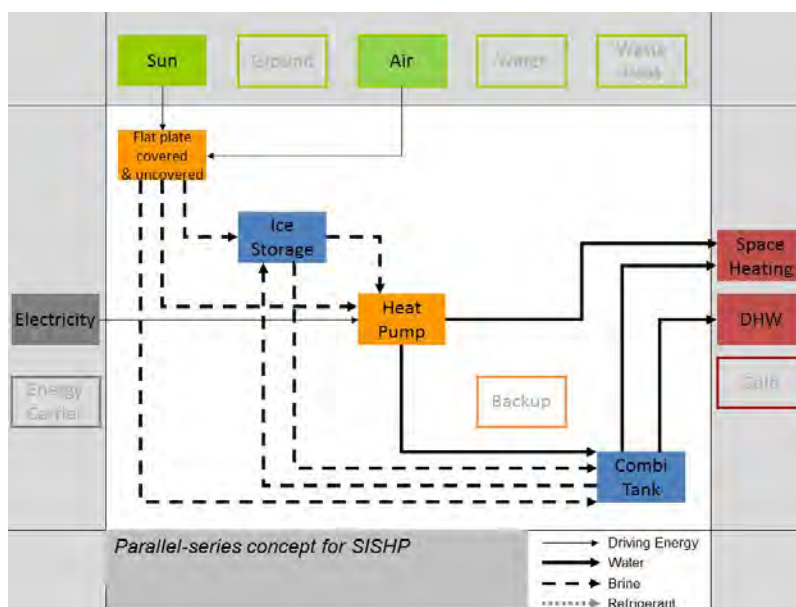 Sun
Ground
Air
Water
Waste
Heat
Flat plate
covered
& uncovered
Ice
Storage
Space
Heating
Electricity
Heat
Pump
DHW
Energy
Carrier
Backup
Cold
Combi
Tank
Parallel-series concept for SISHP
Driving Energy
Water
Brine
Refrigerant